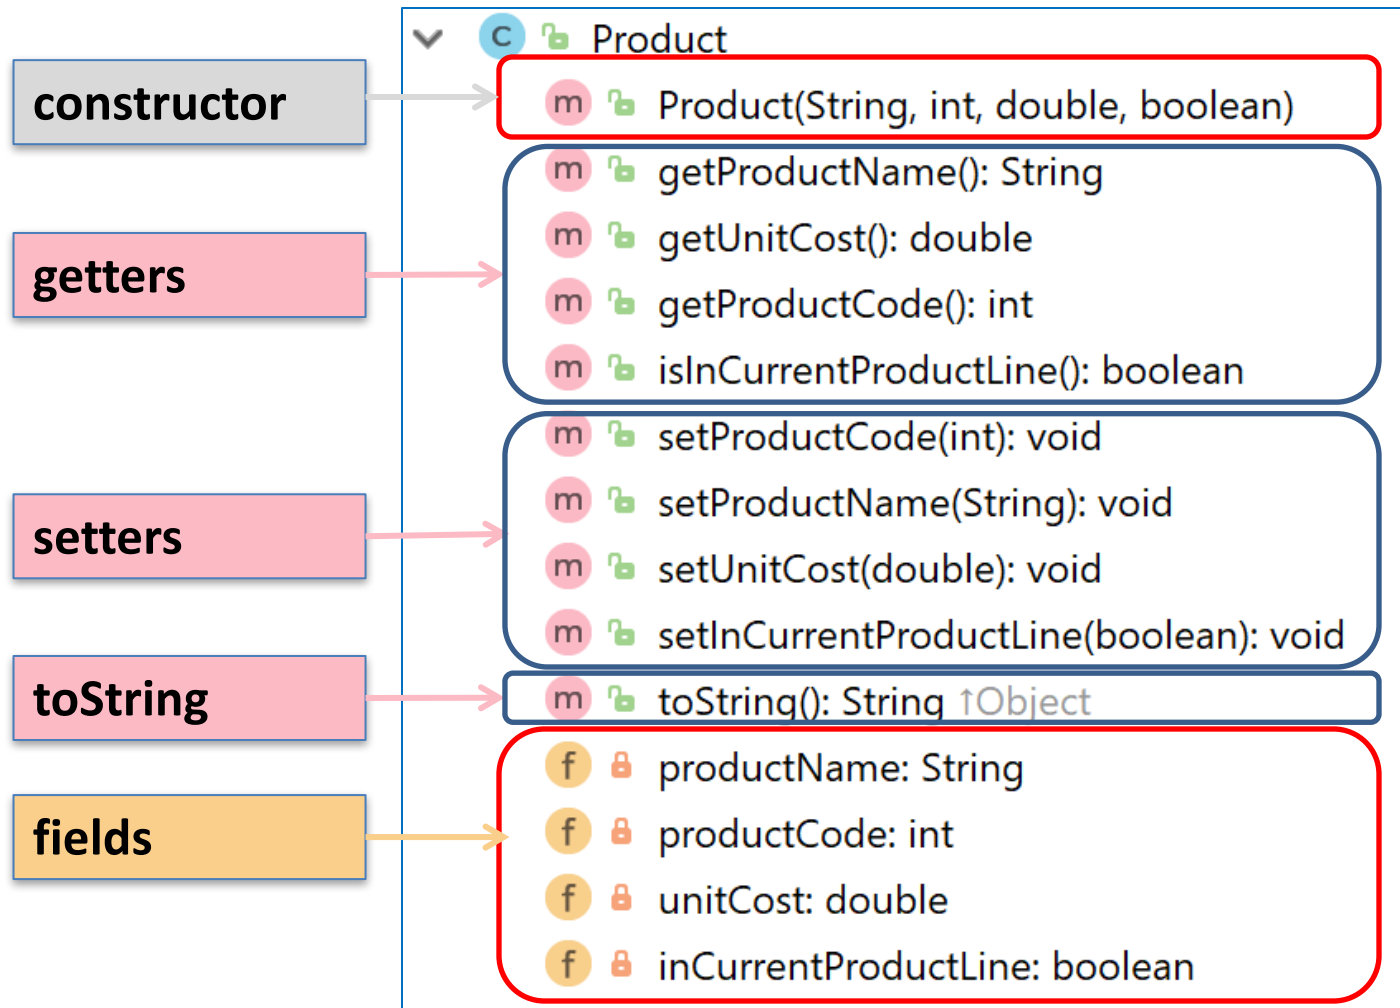 C Product
constructor
m Product(String, int, double, boolean)
getters
m getProductName(): String
m getUnitCost(): double
m getProductCode(): int
m isInCurrentProductLine(): boolean
setters
m setProductCode(int): void
m setProductName(String): void
m setUnitCost(double): void
m setInCurrentProductLine(boolean): void
toString
m toString(): String ↑Object
fields
f productName: String
f productCode: int
f unitCost: double
f inCurrentProductLine: boolean